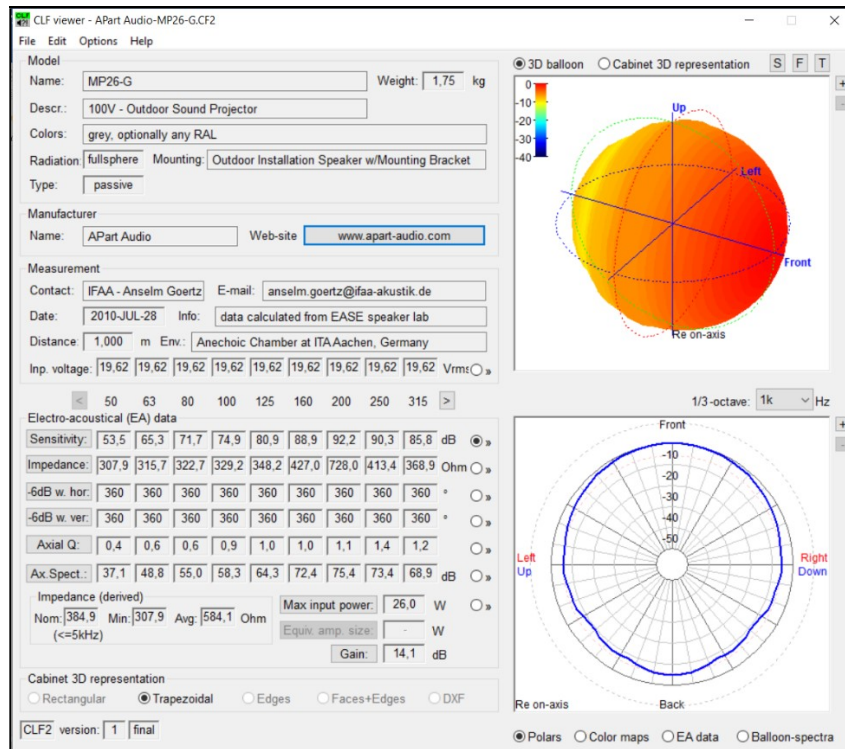 CLF viewer - APart Audio-MP26-G.CF2
File Edit Options Help
Model
Name: MP26-G Weight: 1,75 kg
Descr.: 100V - Outdoor Sound Projector
Colors: grey, optionally any RAL
Radiation: fullsphere Mounting: Outdoor Installation Speaker w/Mounting Bracket
Type: passive
Manufacturer
Name: APart Audio Web-site www.apart-audio.com
Measurement
Contact: IFAA - Anselm Goertz E-mail: anselm.goertz@ifaa-akustik.de
Date: 2010-JUL-28 Info: data calculated from EASE speaker lab
Distance: 1,000 m Env.: Anechoic Chamber at ITA Aachen, Germany
Inp. voltage: 19,62 19,62 19,62 19,62 19,62 19,62 19,62 19,62 19,62 Vrms »
< 50 63 80 100 125 160 200 250 315 >
Electro-acoustical (EA) data
Sensitivity: 53,5 65,3 71,7 74,9 80,9 88,9 92,2 90,3 85,8 dB »
Impedance: 307,9 315,7 322,7 329,2 348,2 427,0 728,0 413,4 368,9 Ohm »
-6dB w. hor: 360 360 360 360 360 360 360 360 360 ° »
-6dB w. ver: 360 360 360 360 360 360 360 360 360 ° »
Axial Q: 0,4 0,6 0,6 0,9 1,0 1,0 1,1 1,4 1,2 »
Ax.Spect.: 37,1 48,8 55,0 58,3 64,3 72,4 75,4 73,4 68,9 dB »
Impedance (derived)
Nom: 384,9 Min: 307,9 Avg: 584,1 Ohm
(<=5kHz)
Max input power: 26,0 W »
Equiv. amp. size: - W
Gain: 14,1 dB
Cabinet 3D representation
Rectangular Trapezoidal Edges Faces+Edges DXF
CLF2 version: 1 final
3D balloon Cabinet 3D representation S F T
+
-
0
-10
-20
-30
-40
Up
Left
Front
Re on-axis
1/3-octave: 1k Hz
+
-
Front
-10
-20
-30
-40
-50
Left Right
Up Down
Re on-axis Back
Polars Color maps EA data Balloon-spectra